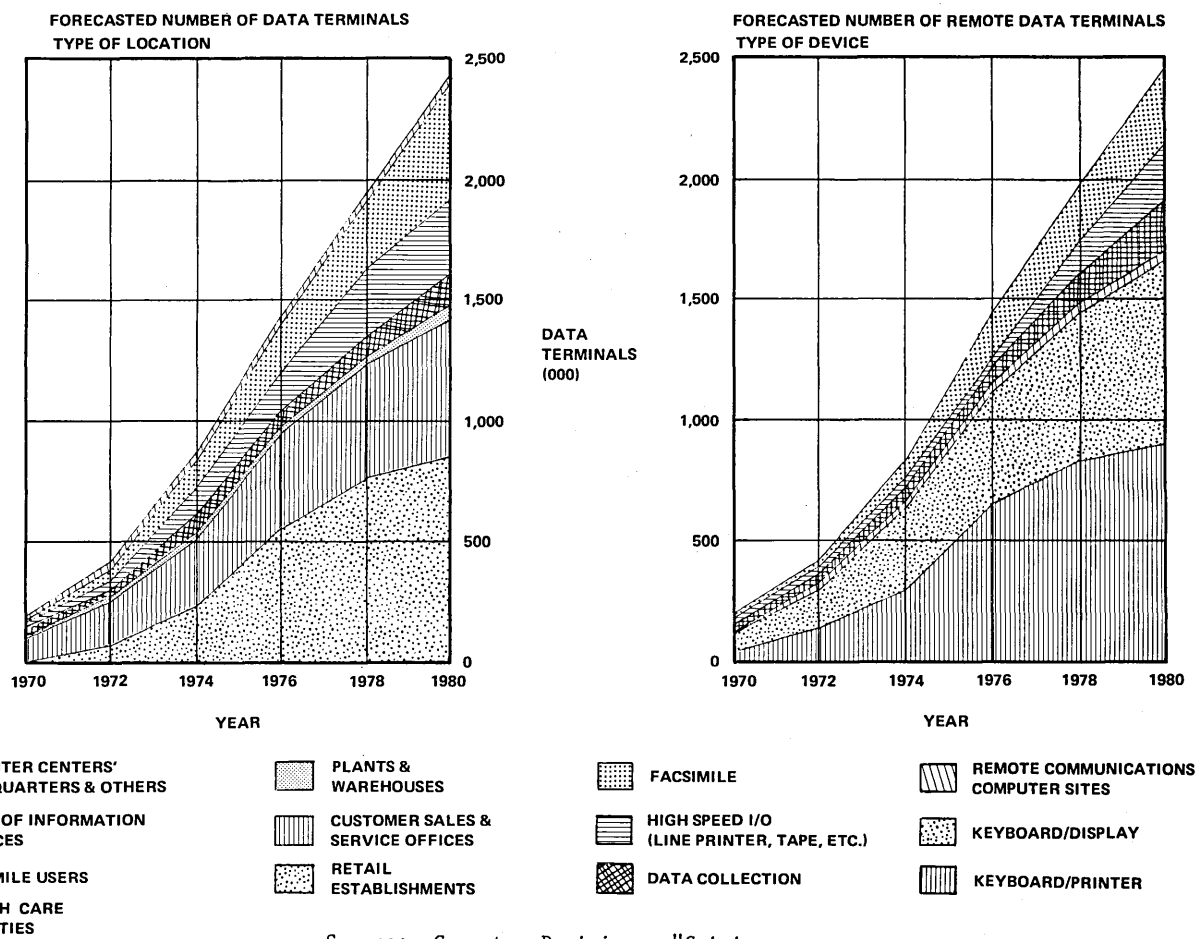 FORECASTED NUMBER OF DATA TERMINALS
TYPE OF LOCATION
2,500
2,000
1,500
1,000
500
0
1970 1972 1974 1976 1978 1980
YEAR
DATA
TERMINALS
(000)
FORECASTED NUMBER OF REMOTE DATA TERMINALS
TYPE OF DEVICE
2,500
2,000
1,500
1,000
500
0
1970 1972 1974 1976 1978 1980
YEAR
TER CENTERS'
QUARTERS & OTHERS
OF INFORMATION
CES
MILE USERS
H CARE
TIES
PLANTS &
WAREHOUSES
CUSTOMER SALES &
SERVICE OFFICES
RETAIL
ESTABLISHMENTS
FACSIMILE
HIGH SPEED I/O
(LINE PRINTER, TAPE, ETC.)
DATA COLLECTION
REMOTE COMMUNICATIONS
COMPUTER SITES
KEYBOARD/DISPLAY
KEYBOARD/PRINTER